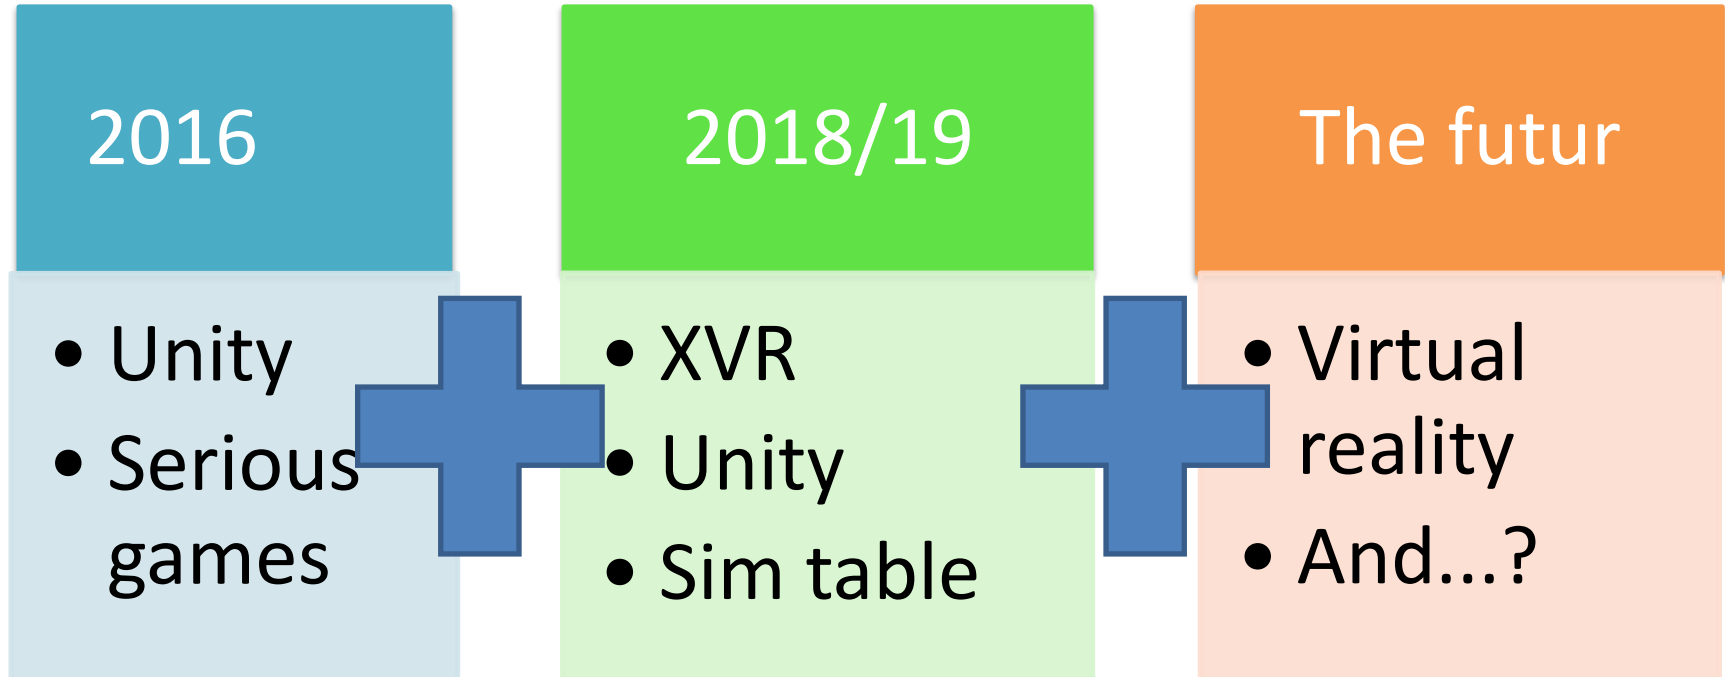 2016
• Unity
• Serious
games
2018/19
• XVR
• Unity
• Sim table
The futur
• Virtual
reality
• And...?